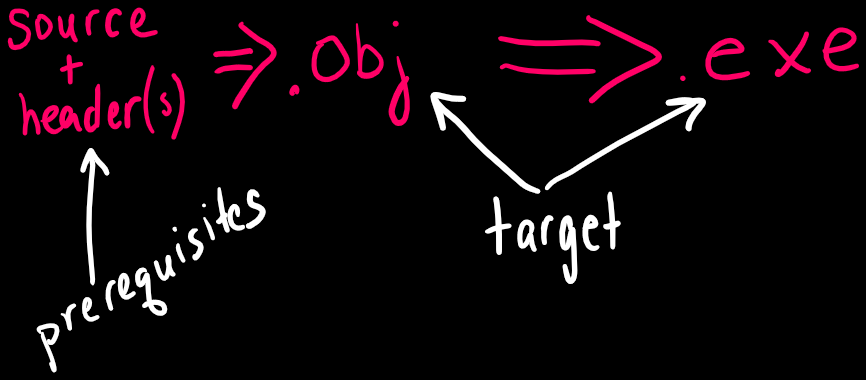 source
+
header(s)
⇒ .obj ⇒ .exe
prerequisites
target